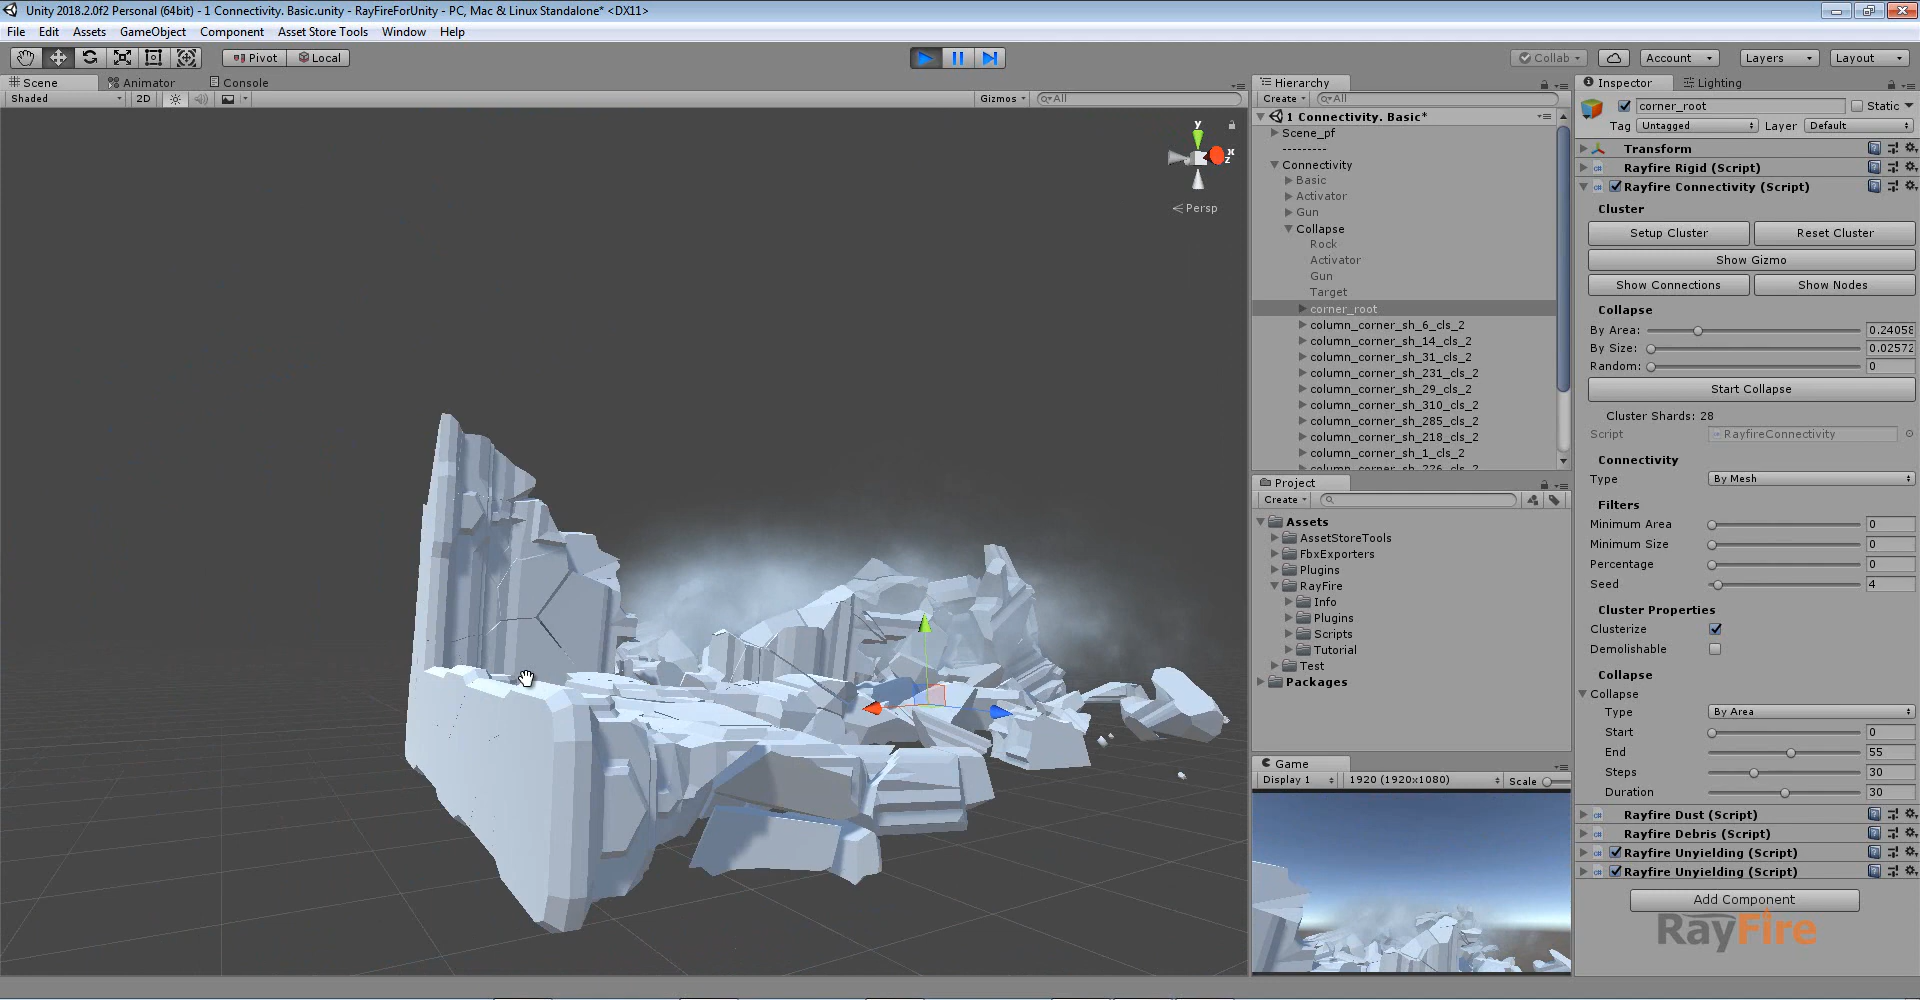 Unity 2018.2.0f2 Personal (64bit) - 1 Connectivity. Basic.unity - RayFireForUnity - PC, Mac & Linux Standalone* <DX11>
File Edit Assets GameObject Component Asset Store Tools Window Help
Pivot Local Collab Account Layers Layout
Scene Animator Console
Shaded 2D Gizmos All
y
x
z
Persp
Hierarchy
Create All
1 Connectivity. Basic*
Scene_pf
---------
Connectivity
Basic
Activator
Gun
Collapse
Rock
Activator
Gun
Target
corner_root
column_corner_sh_6_cls_2
column_corner_sh_14_cls_2
column_corner_sh_31_cls_2
column_corner_sh_231_cls_2
column_corner_sh_29_cls_2
column_corner_sh_310_cls_2
column_corner_sh_285_cls_2
column_corner_sh_218_cls_2
column_corner_sh_1_cls_2
column_corner_sh_226_cls_2
Project
Create
Assets
AssetStoreTools
FbxExporters
Plugins
RayFire
Info
Plugins
Scripts
Tutorial
Test
Packages
Game
Display 1 1920 (1920x1080) Scale
Inspector Lighting
corner_root Static
Tag Untagged Layer Default
Transform
Rayfire Rigid (Script)
Rayfire Connectivity (Script)
Cluster
Setup Cluster Reset Cluster
Show Gizmo
Show Connections Show Nodes
Collapse
By Area: 0.24058
By Size: 0.02572
Random: 0
Start Collapse
Cluster Shards: 28
Script RayfireConnectivity
Connectivity
Type By Mesh
Filters
Minimum Area 0
Minimum Size 0
Percentage 0
Seed 4
Cluster Properties
Clusterize
Demolishable
Collapse
Collapse
Type By Area
Start 0
End 55
Steps 30
Duration 30
Rayfire Dust (Script)
Rayfire Debris (Script)
Rayfire Unyielding (Script)
Rayfire Unyielding (Script)
Add Component
RayFire